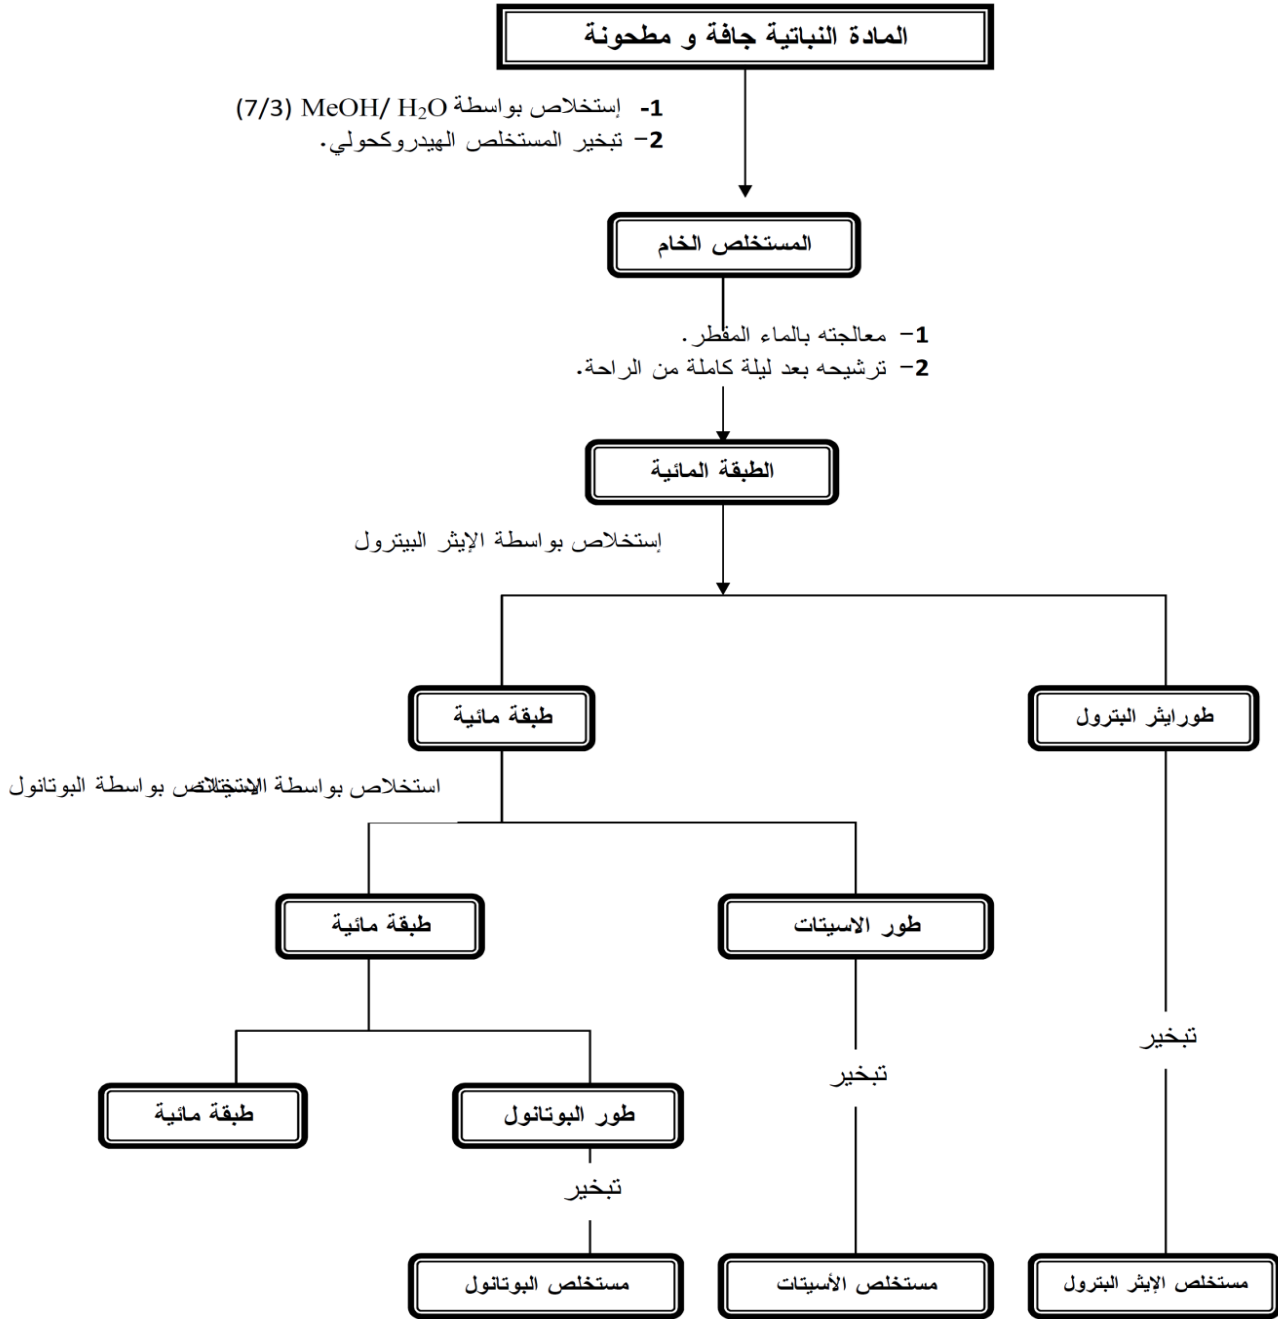 المادة النباتية جافة و مطحونة
1- إستخلاص بواسطة MeOH/ H₂O (7/3)
2- تبخير المستخلص الهيدروكحولي.
المستخلص الخام
1- معالجته بالماء المقطر.
2- ترشيحه بعد ليلة كاملة من الراحة.
الطبقة المائية
إستخلاص بواسطة الإيثر البيترول
طورايثر البترول
طبقة مائية
استخلاص بواسطة
بواسطة البوتانول
طور الاسيتات
طبقة مائية
تبخير
تبخير
طور البوتانول
طبقة مائية
تبخير
مستخلص الإيثر البترول
مستخلص الأسيتات
مستخلص البوتانول